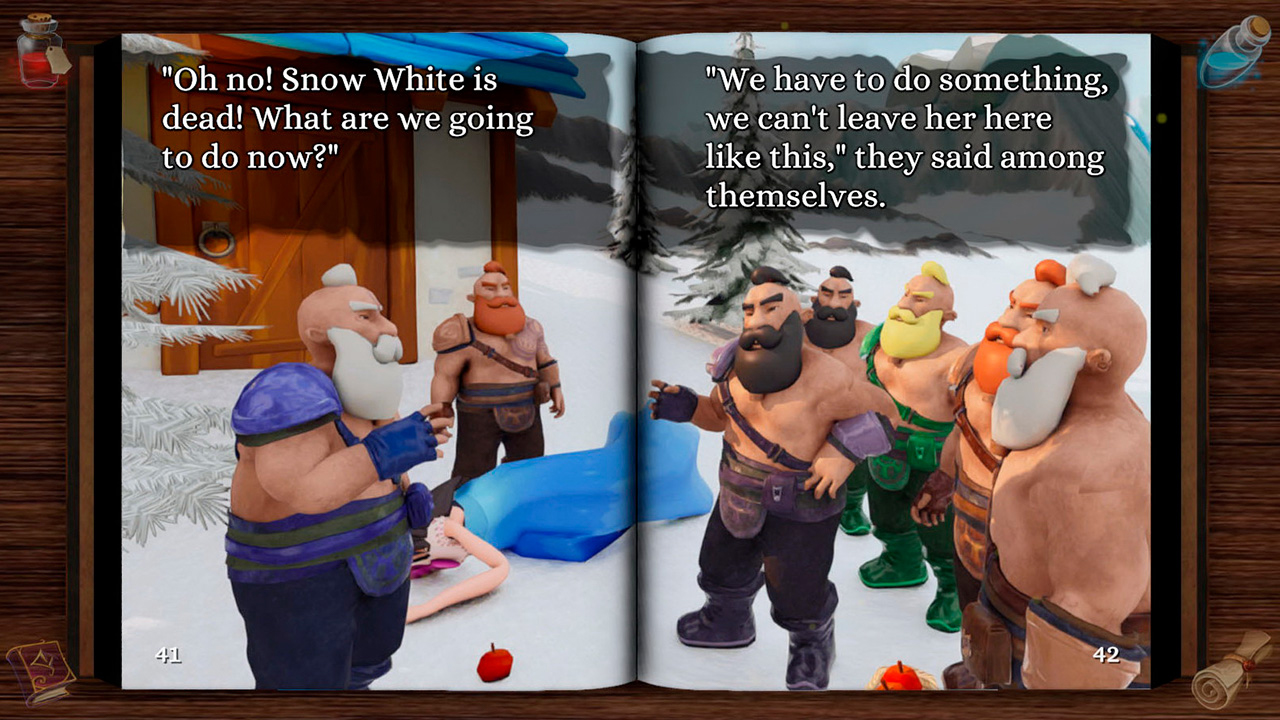 "Oh no! Snow White is
dead! What are we going
to do now?"
"We have to do something,
we can't leave her here
like this," they said among
themselves.
41
42